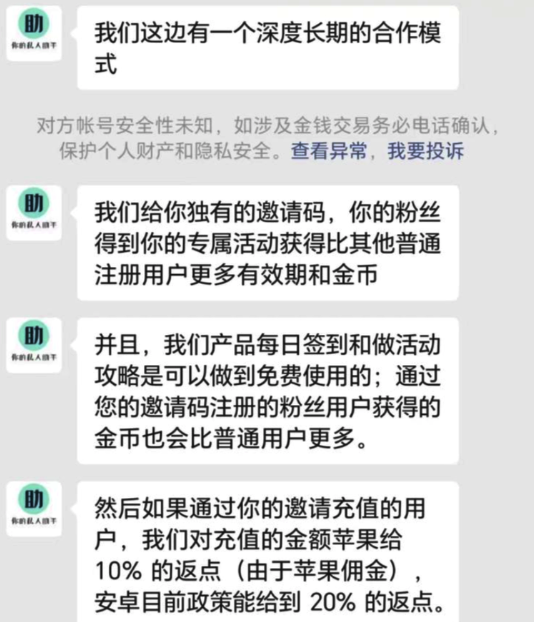 助
你的私人助手
我们这边有一个深度长期的合作模
式
对方帐号安全性未知，如涉及金钱交易务必电话确认，
保护个人财产和隐私安全。查看异常，我要投诉
助
你的私人助手
我们给你独有的邀请码，你的粉丝
得到你的专属活动获得比其他普通
注册用户更多有效期和金币
助
你的私人助手
并且，我们产品每日签到和做活动
攻略是可以做到免费使用的；通过
您的邀请码注册的粉丝用户获得的
金币也会比普通用户更多。
助
你的私人助手
然后如果通过你的邀请充值的用
户，我们对充值的金额苹果给
10% 的返点（由于苹果佣金），
安卓目前政策能给到 20% 的返点。